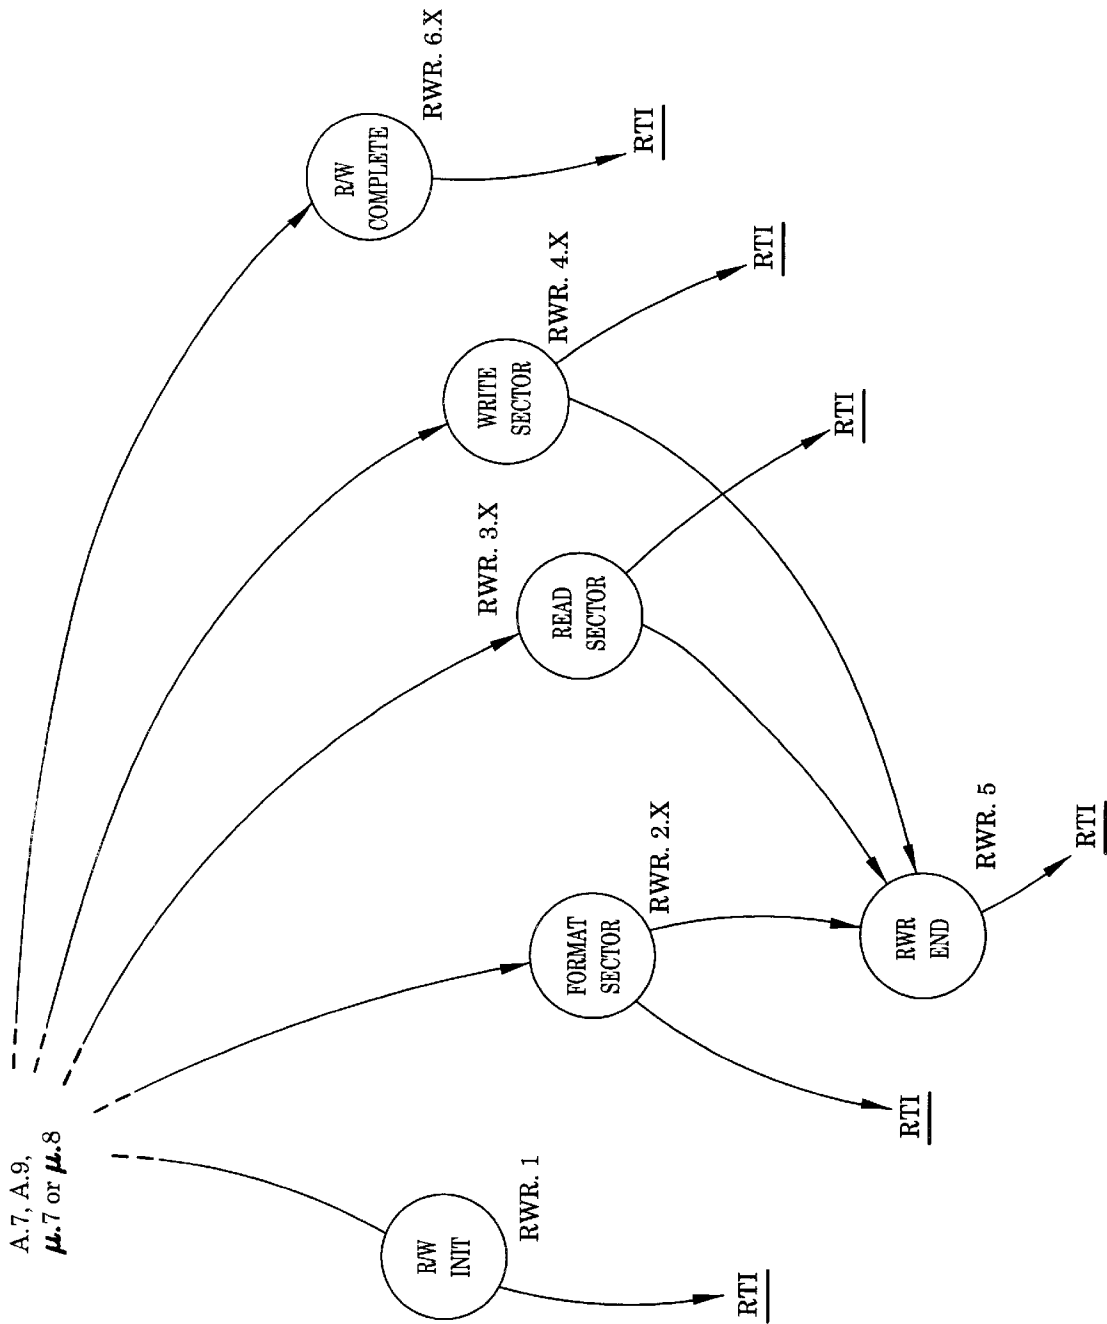 A.7, A.9,
μ.7 or μ.8
R/W
INIT
RWR. 1
RTI
FORMAT
SECTOR
RWR. 2.X
RTI
READ
SECTOR
RWR. 3.X
RTI
WRITE
SECTOR
RWR. 4.X
RTI
R/W
COMPLETE
RWR. 6.X
RTI
RWR
END
RWR. 5
RTI